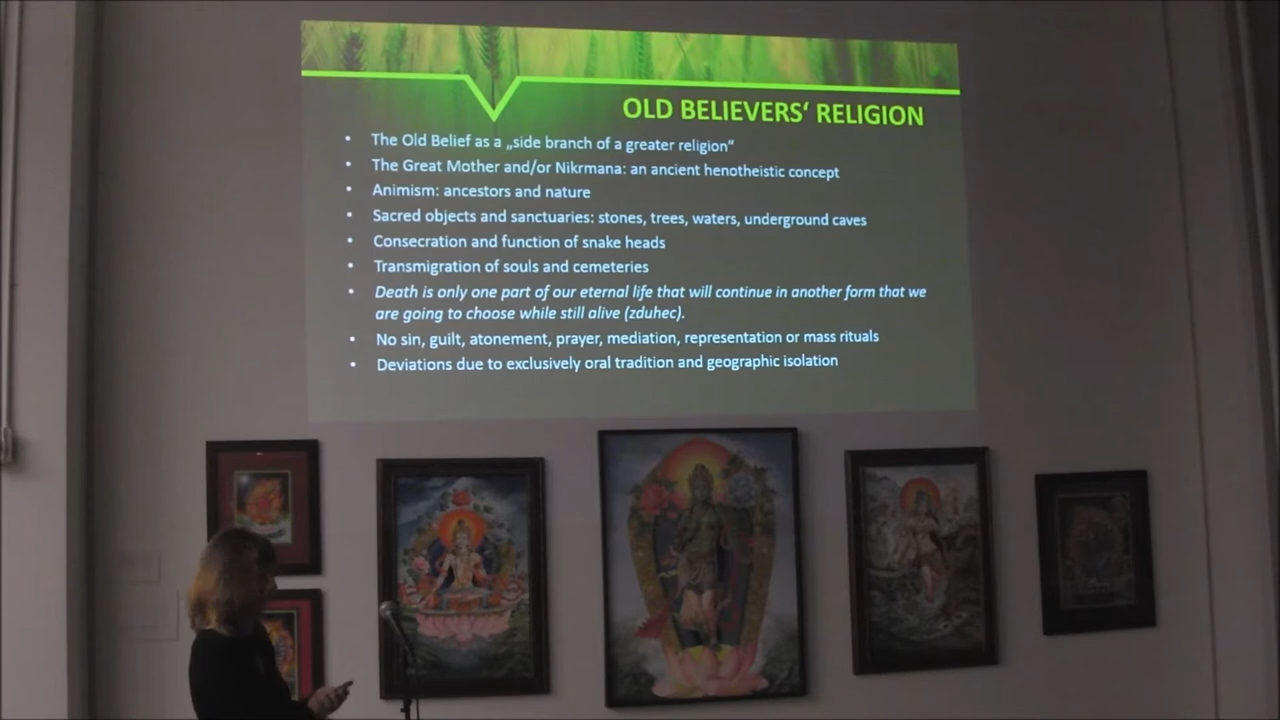 OLD BELIEVERS‘ RELIGION
• The Old Belief as a „side branch of a greater religion“
• The Great Mother and/or Nikrmana: an ancient henotheistic concept
• Animism: ancestors and nature
• Sacred objects and sanctuaries: stones, trees, waters, underground caves
• Consecration and function of snake heads
• Transmigration of souls and cemeteries
• Death is only one part of our eternal life that will continue in another form that we
are going to choose while still alive (zduhec).
• No sin, guilt, atonement, prayer, mediation, representation or mass rituals
• Deviations due to exclusively oral tradition and geographic isolation